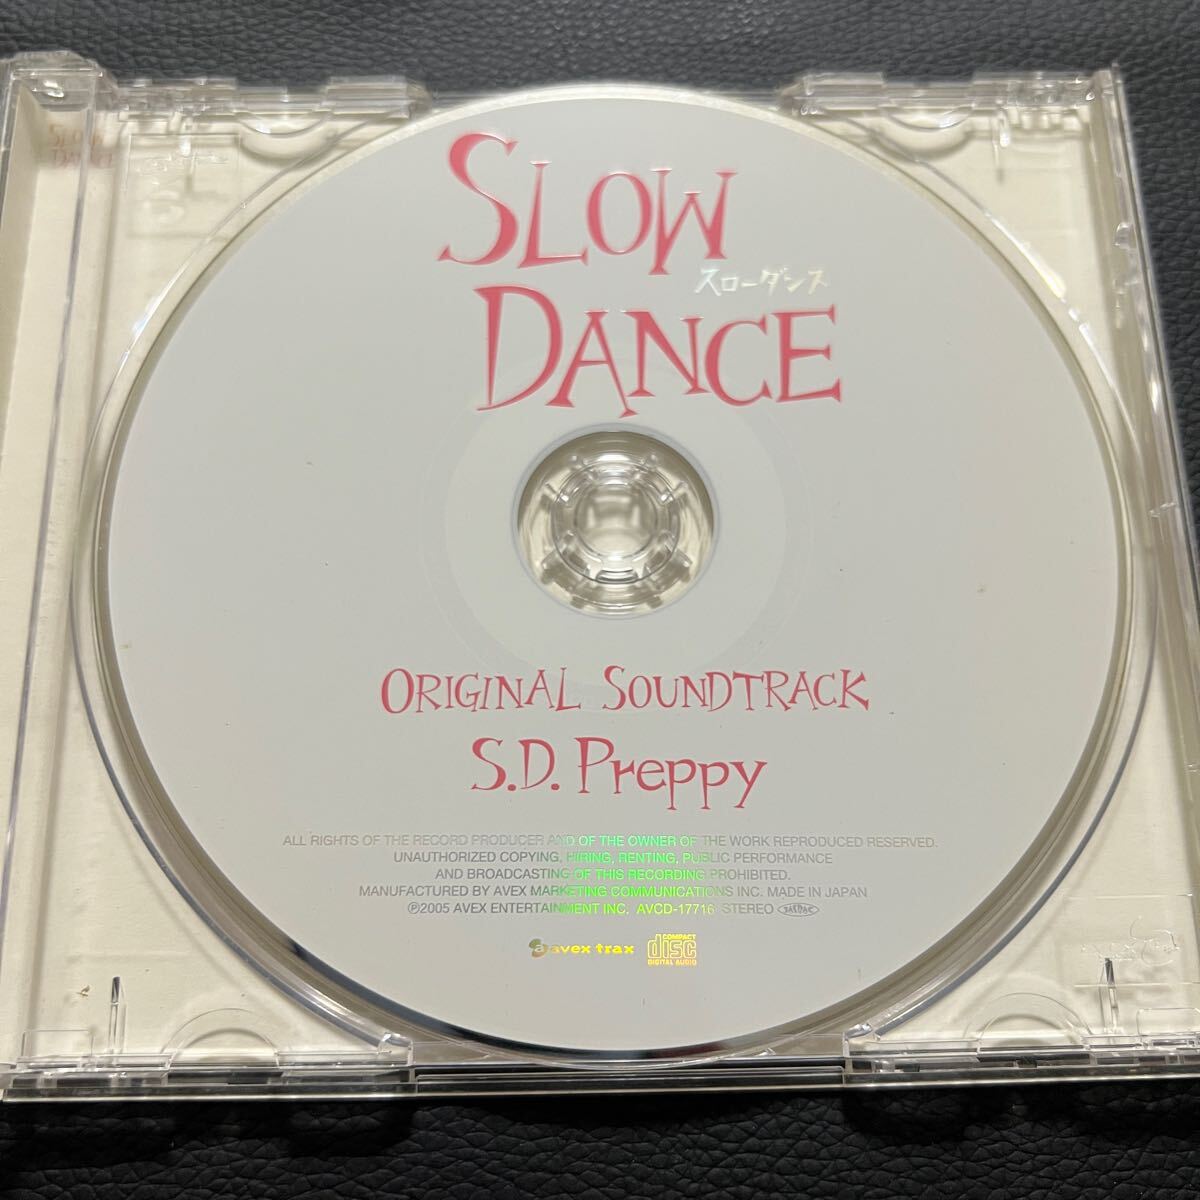 SLOW
DANCE
SLOW
スローダンス
DANCE
ORIGINAL SOUNDTRACK
S.D. Preppy
ALL RIGHTS OF THE RECORD PRODUCER AND OF THE OWNER OF THE WORK REPRODUCED RESERVED.
UNAUTHORIZED COPYING, HIRING, RENTING, PUBLIC PERFORMANCE
AND BROADCASTING OF THIS RECORDING PROHIBITED.
MANUFACTURED BY AVEX MARKETING COMMUNICATIONS INC. MADE IN JAPAN
℗2005 AVEX ENTERTAINMENT INC. AVCD-17716 STEREO JASRAC
a avex trax
COMPACT
disc
DIGITAL AUDIO